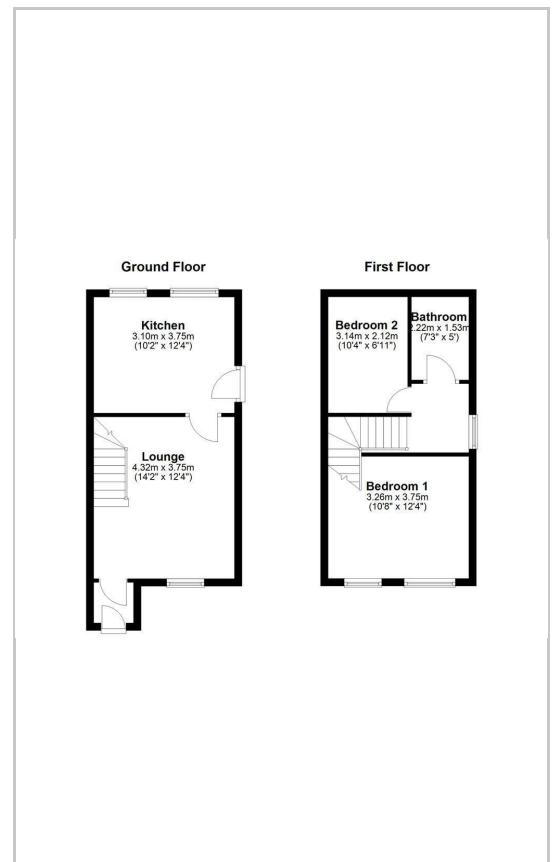 Ground Floor
Kitchen
3.10m x 3.75m
(10'2" x 12'4")
Lounge
4.32m x 3.75m
(14'2" x 12'4")
First Floor
Bedroom 2
3.14m x 2.12m
(10'4" x 6'11")
Bathroom
2.22m x 1.53m
(7'3" x 5')
Bedroom 1
3.26m x 3.75m
(10'8" x 12'4")